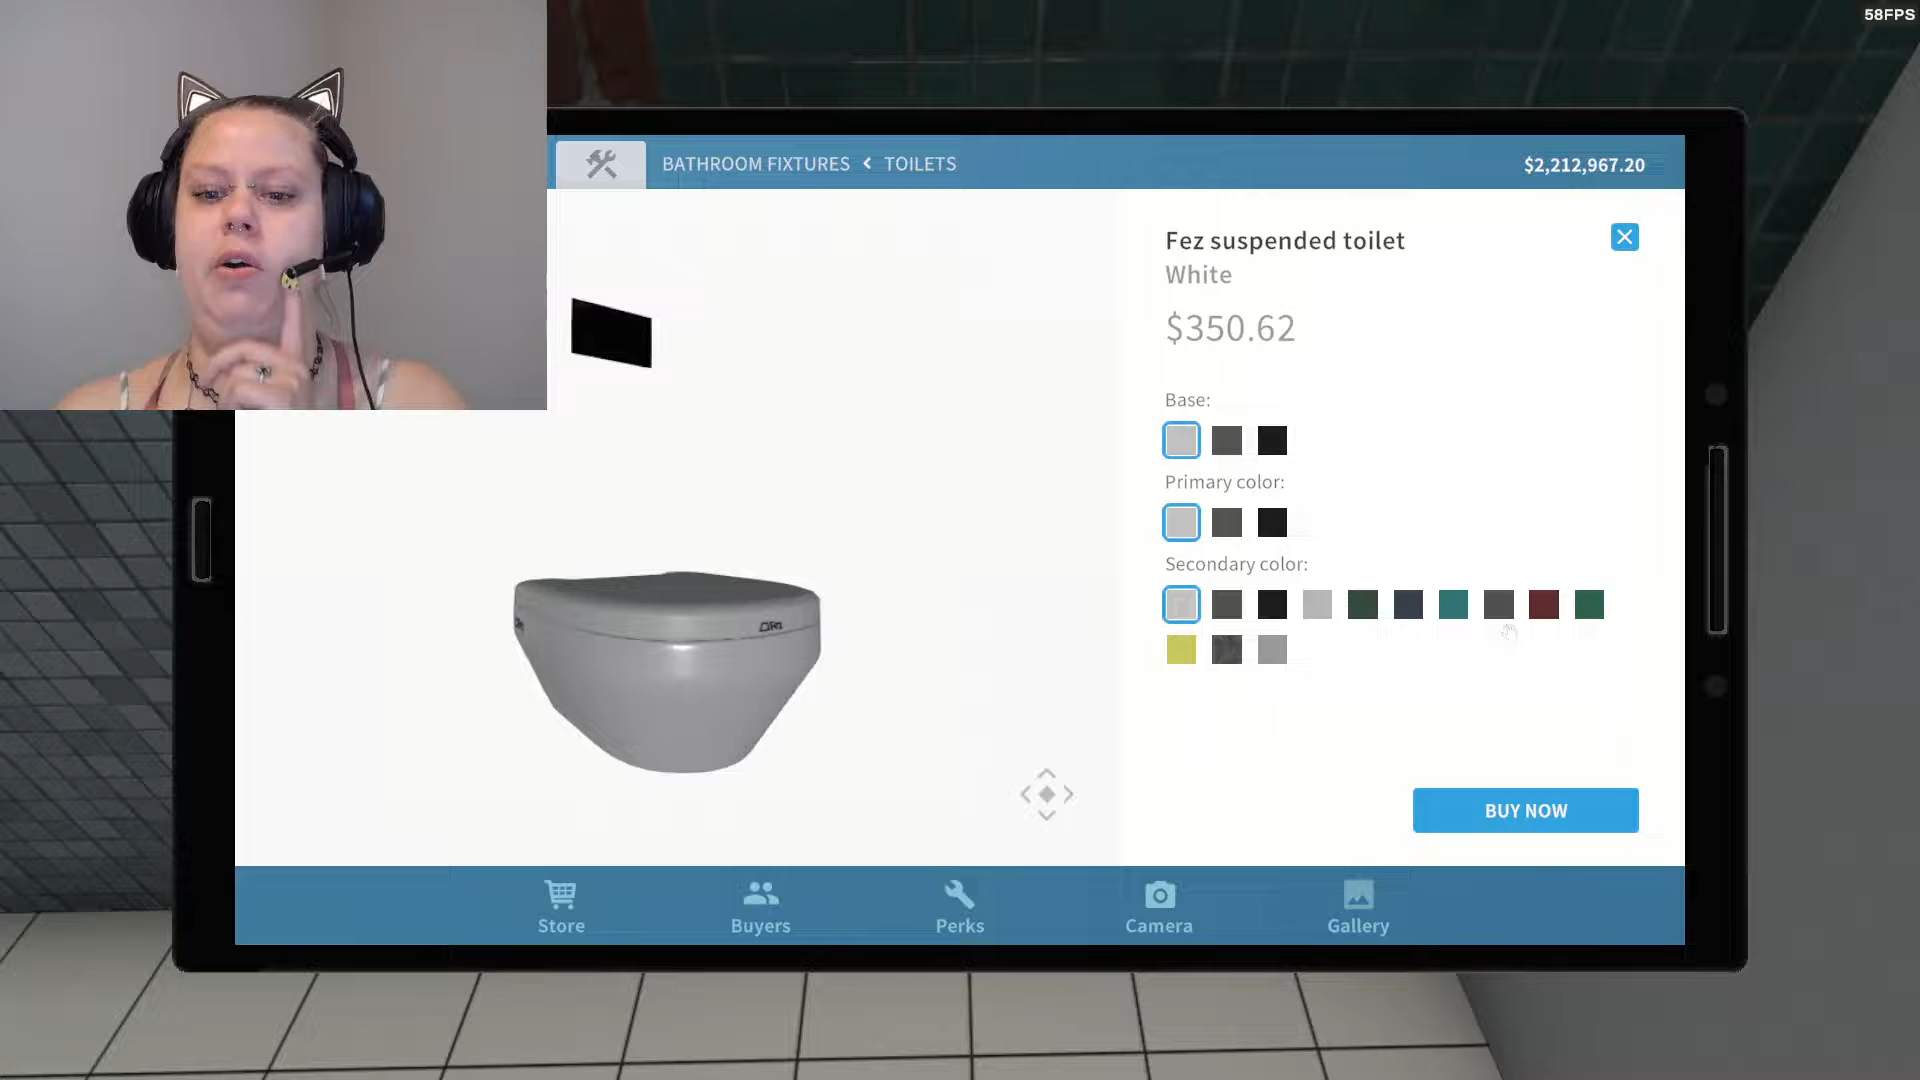 58FPS
BATHROOM FIXTURES < TOILETS
$2,212,967.20
Fez suspended toilet
White
$350.62
Base:
Primary color:
Secondary color:
BUY NOW
Store
Buyers
Perks
Camera
Gallery